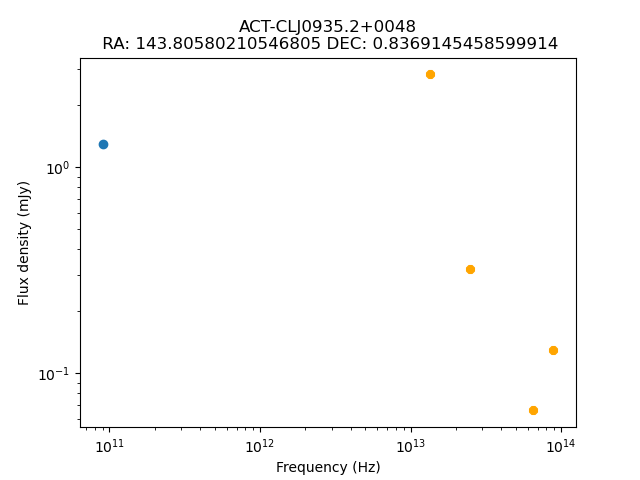 ACT-CLJ0935.2+0048
RA: 143.80580210546805 DEC: 0.8369145458599914
Flux density (mJy)
10⁰
10⁻¹
10¹¹
10¹²
10¹³
10¹⁴
Frequency (Hz)